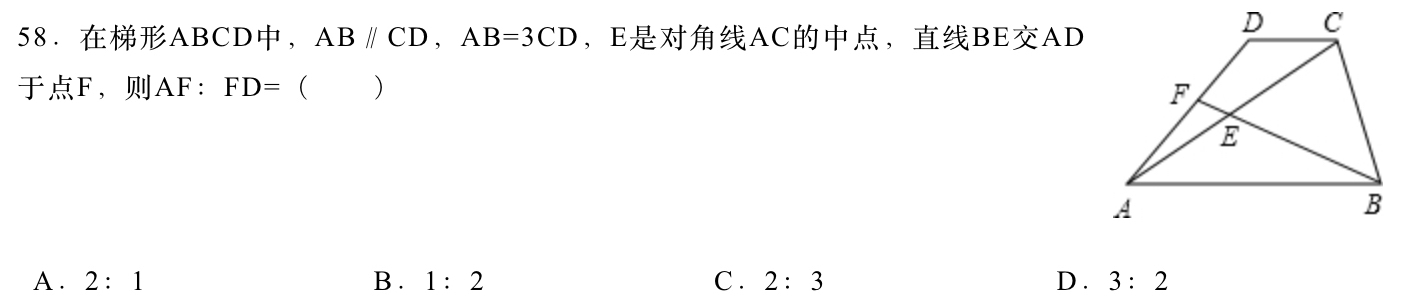 58．在梯形ABCD中，AB∥CD，AB=3CD，E是对角线AC的中点，直线BE交AD
于点F，则AF：FD=（　　）
D C
F
E
A B
A．2：1 B．1：2 C．2：3 D．3：2